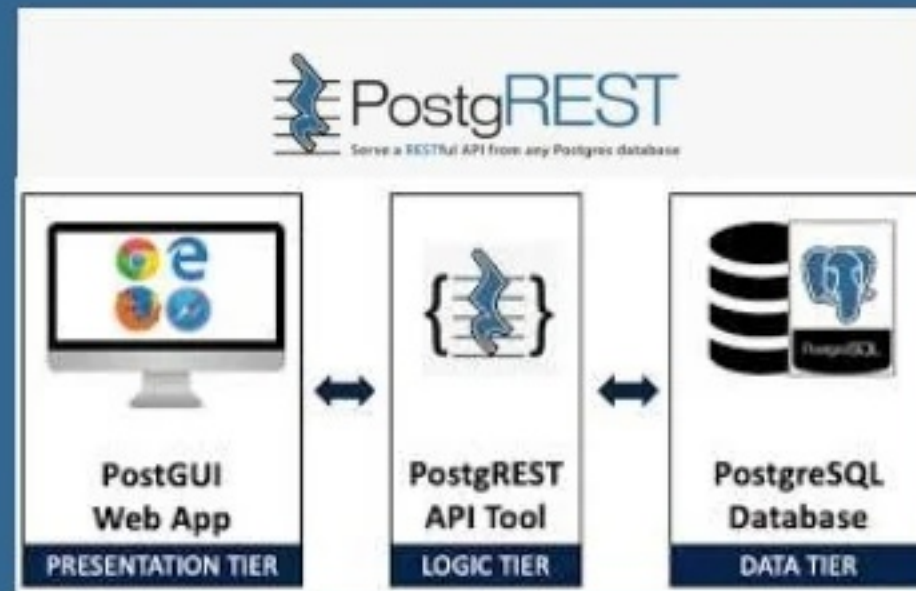 PostgREST
Serve a RESTful API from any Postgres database
PostGUI
Web App
PRESENTATION TIER
PostgREST
API Tool
LOGIC TIER
PostgreSQL
PostgreSQL
Database
DATA TIER